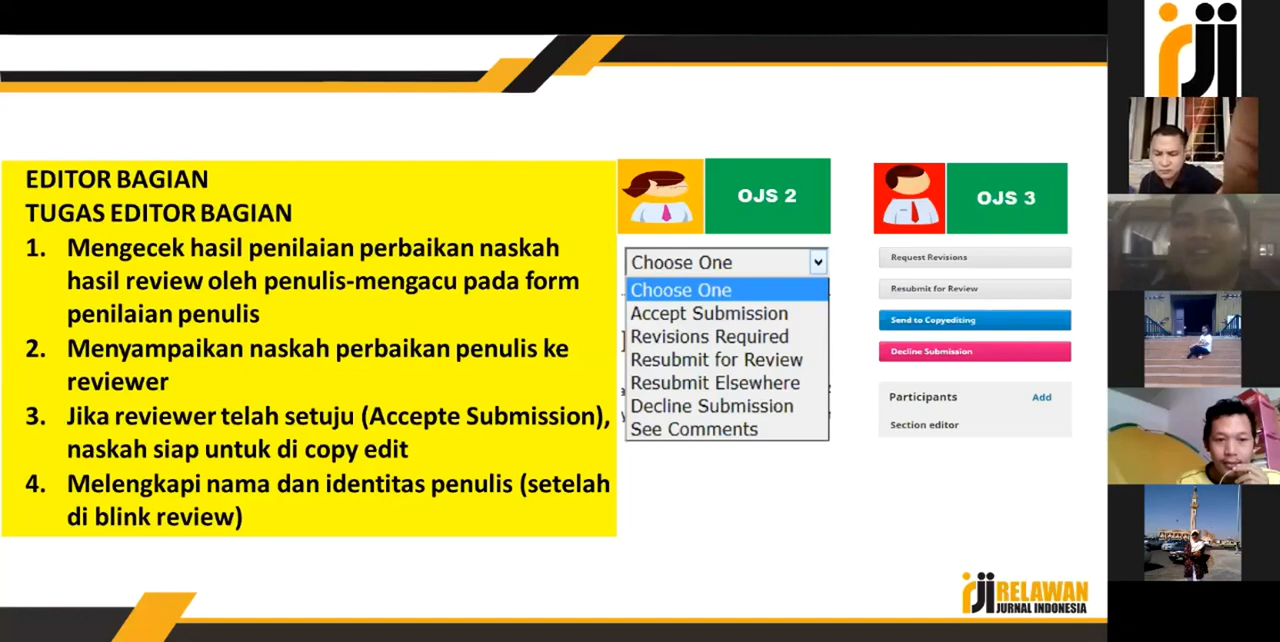 EDITOR BAGIAN
TUGAS EDITOR BAGIAN
1. Mengecek hasil penilaian perbaikan naskah
hasil review oleh penulis-mengacu pada form
penilaian penulis
2. Menyampaikan naskah perbaikan penulis ke
reviewer
3. Jika reviewer telah setuju (Accepte Submission),
naskah siap untuk di copy edit
4. Melengkapi nama dan identitas penulis (setelah
di blink review)
OJS 2
Choose One
Choose One
Accept Submission
Revisions Required
Resubmit for Review
Resubmit Elsewhere
Decline Submission
See Comments
OJS 3
Request Revisions
Resubmit for Review
Send to Copyediting
Decline Submission
Participants Add
Section editor
rji
rji RELAWAN
JURNAL INDONESIA